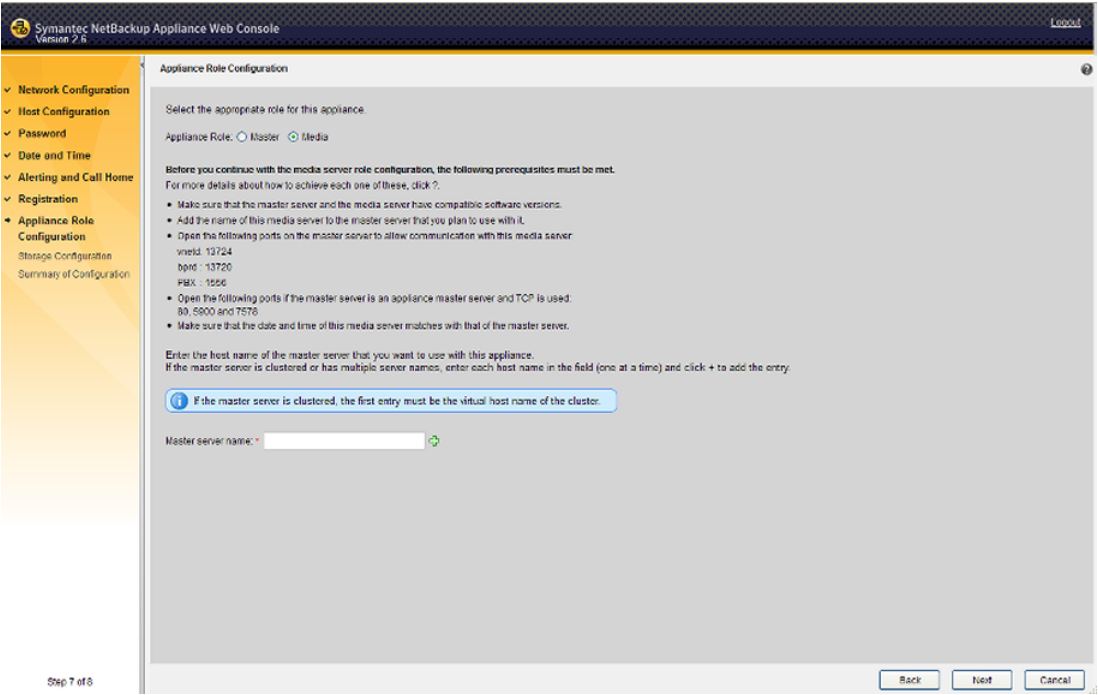 Symantec NetBackup Appliance Web Console
Version 2.6
Logout
Network Configuration
Host Configuration
Password
Date and Time
Alerting and Call Home
Registration
Appliance Role
Configuration
Storage Configuration
Summary of Configuration
Step 7 of 8
Appliance Role Configuration
Select the appropriate role for this appliance.
Appliance Role: Master Media
Before you continue with the media server role configuration, the following prerequisites must be met.
For more details about how to achieve each one of these, click ?.
• Make sure that the master server and the media server have compatible software versions.
• Add the name of this media server to the master server that you plan to use with it.
• Open the following ports on the master server to allow communication with this media server
vnetd: 13724
bprd : 13720
PBX : 1556
• Open the following ports if the master server is an appliance master server and TCP is used:
80, 5900 and 7578
• Make sure that the date and time of this media server matches with that of the master server.
Enter the host name of the master server that you want to use with this appliance.
If the master server is clustered or has multiple server names, enter each host name in the field (one at a time) and click + to add the entry.
If the master server is clustered, the first entry must be the virtual host name of the cluster.
Master server name: *
Back Next Cancel